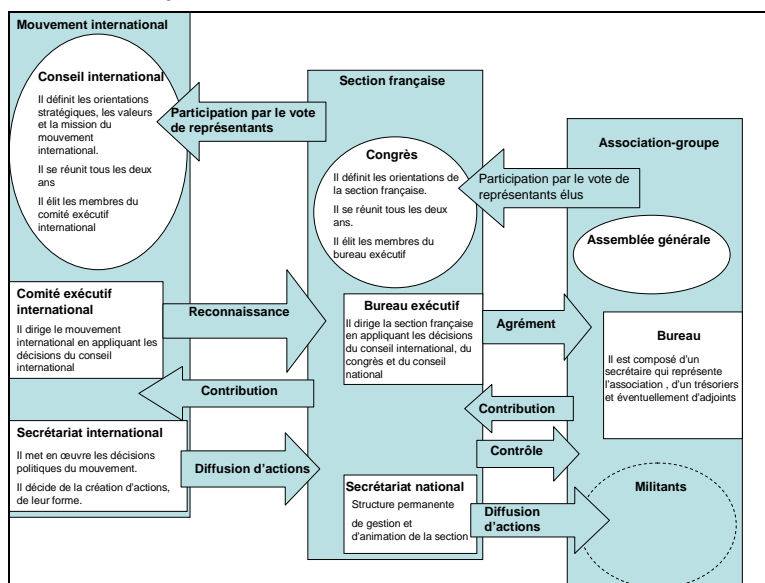 Mouvement international
Conseil international
Il définit les orientations
stratégiques, les valeurs
et la mission du
mouvement
international.
Il se réunit tous les deux
ans
Il élit les membres du
comité exécutif
international
Participation par le vote
de représentants
Comité exécutif
international
Il dirige le mouvement
international en appliquant les
décisions du conseil
international
Reconnaissance
Contribution
Secrétariat international
Il met en œuvre les décisions
politiques du mouvement.
Il décide de la création d'actions,
de leur forme.
Diffusion d'actions
Section française
Congrès
Il définit les orientations de
la section française.
Il se réunit tous les deux
ans.
Il élit les membres du
bureau exécutif
Participation par le vote de
représentants élus
Bureau exécutif
Il dirige la section française
en appliquant les décisions
du conseil international, du
congrès et du conseil
national
Agrément
Contribution
Contrôle
Secrétariat national
Structure permanente
de gestion et
d'animation de la section
Diffusion
d'actions
Association-groupe
Assemblée générale
Bureau
Il est composé d'un
secrétaire qui représente
l'association , d'un trésoriers
et éventuellement d'adjoints
Militants